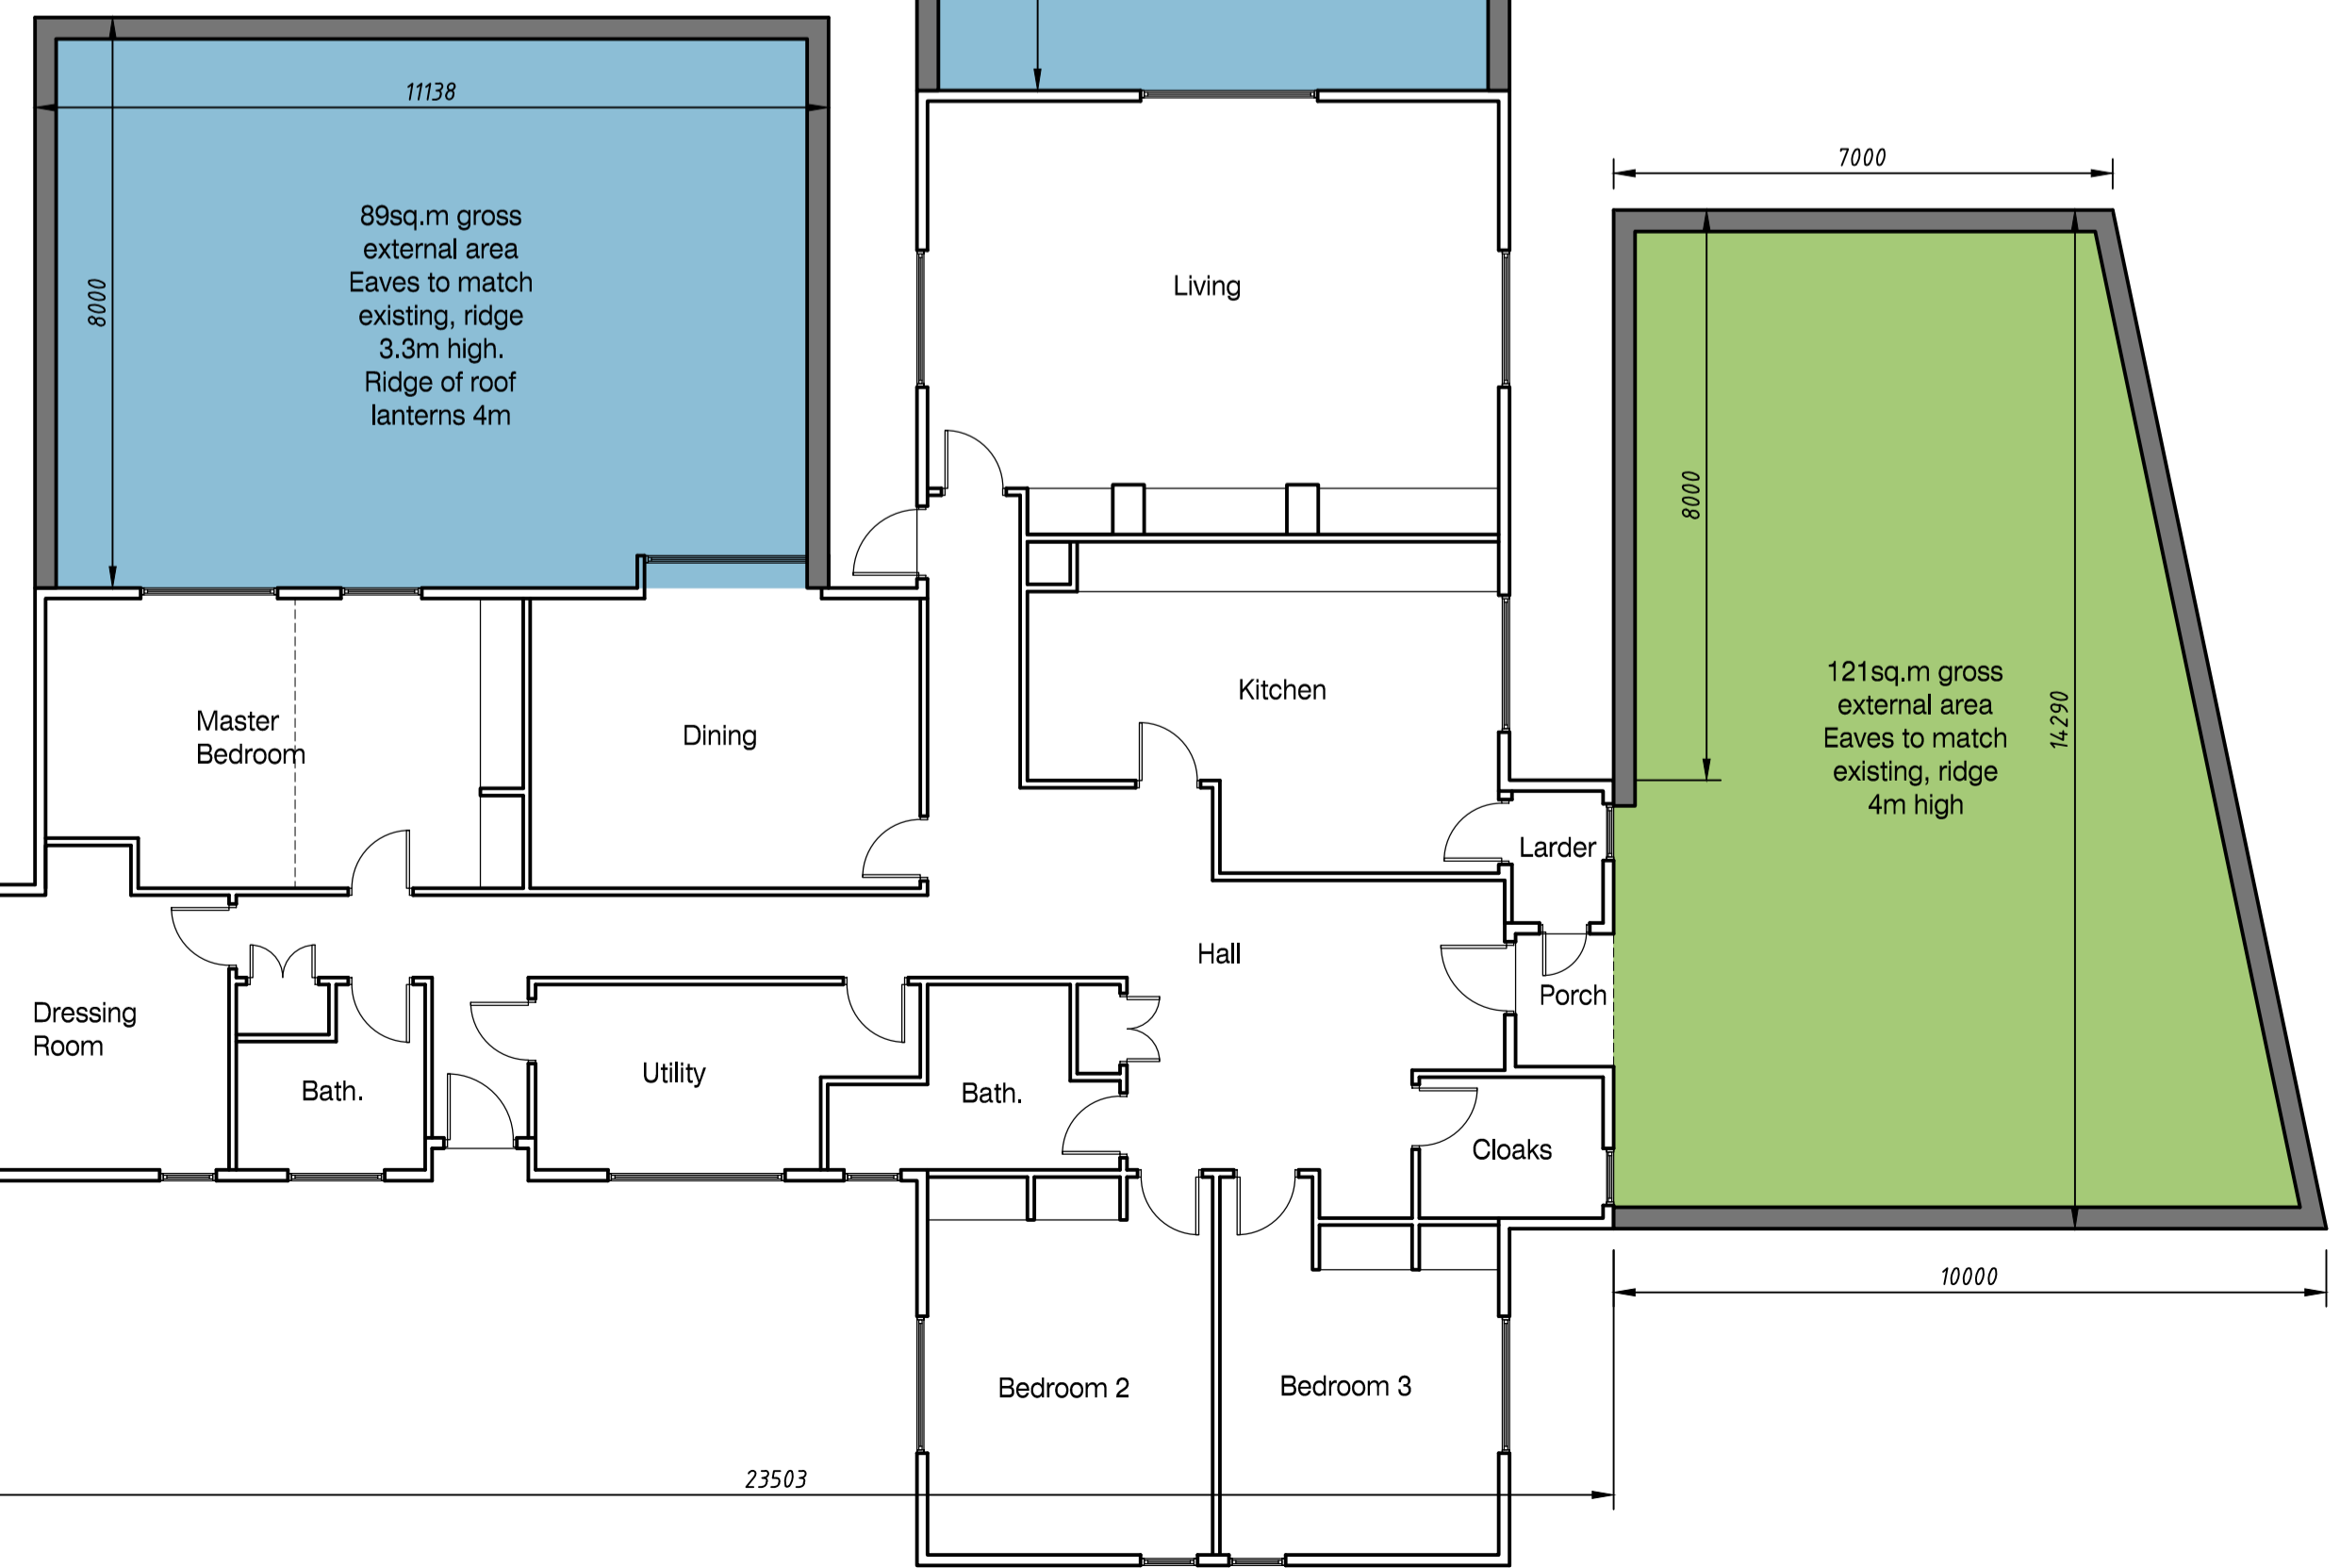 11138
7000
8000
89sq.m gross
external area
Eaves to match
existing, ridge
3.3m high.
Ridge of roof
lanterns 4m
Living
8000
121sq.m gross
external area
Eaves to match
existing, ridge
4m high
14290
Kitchen
Master
Bedroom
Dining
Larder
Hall
Porch
Dressing
Room
Utility
Bath.
Bath.
Cloaks
10000
Bedroom 2
Bedroom 3
23503